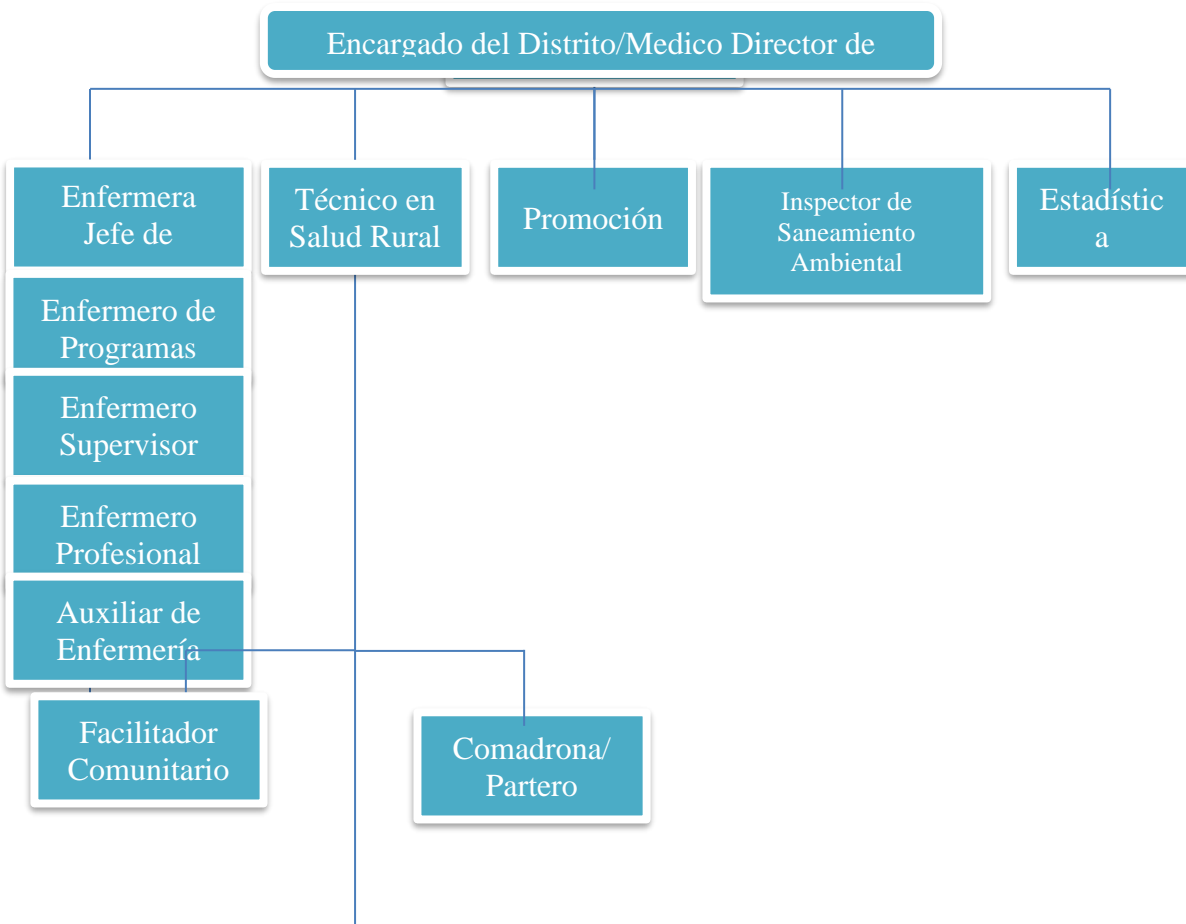 Encargado del Distrito/Medico Director de
Enfermera
Jefe de
Técnico en
Salud Rural
Promoción
Inspector de
Saneamiento
Ambiental
Estadístic
a
Enfermero de
Programas
Enfermero
Supervisor
Enfermero
Profesional
Auxiliar de
Enfermería
Facilitador
Comunitario
Comadrona/
Partero